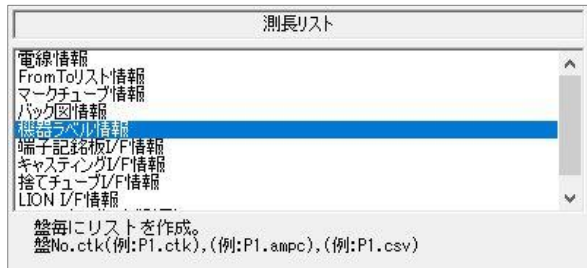 測長リスト
電線情報
FromToリスト情報
マークチューブ情報
バック図情報
機器ラベル情報
端子記銘板I/F情報
キャスティングI/F情報
捨てチューブI/F情報
LION I/F情報
盤毎にリストを作成。
盤No.ctk(例:P1.ctk),(例:P1.ampc),(例:P1.csv)